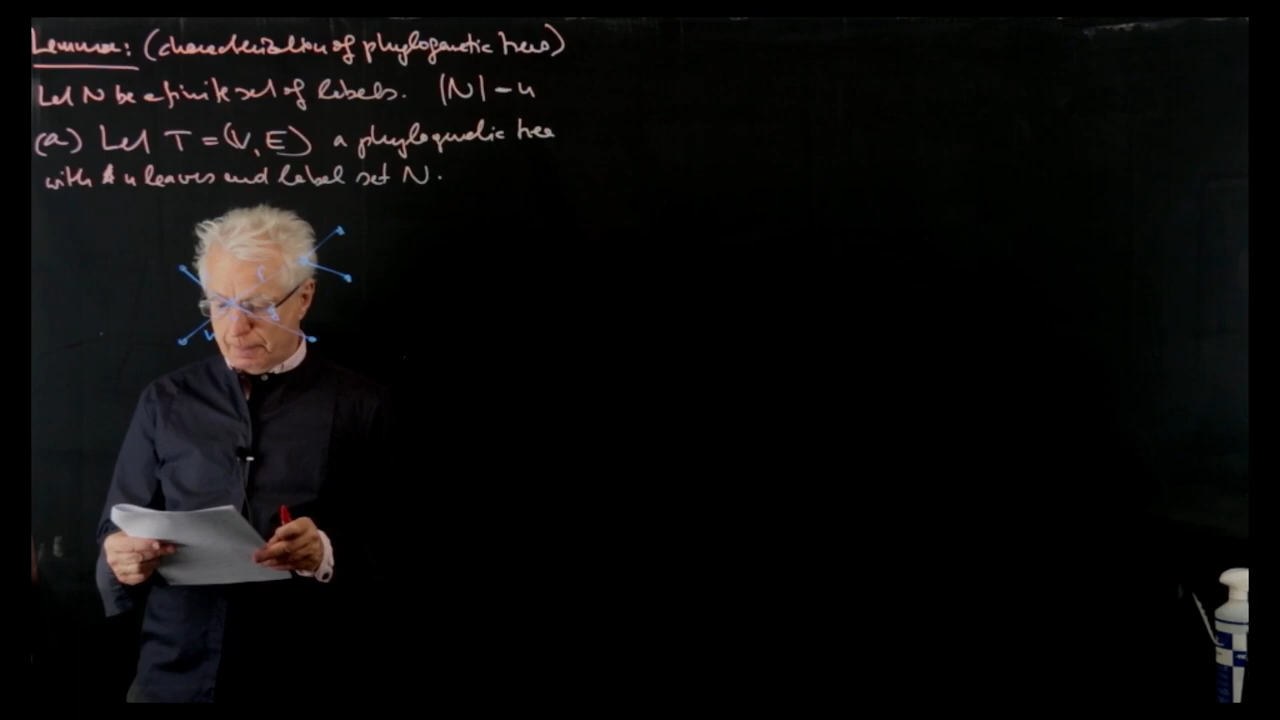 Lemma: (characterization of phylogenetic trees)
Let N be a finite set of labels. |N| = n
(a) Let T = (V, E) a phylogenetic tree
with n leaves and label set N.